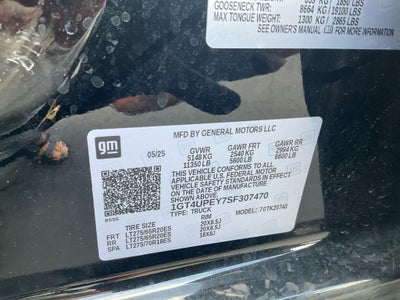 1850 LBS
GOOSENECK TWR: 8664 KG / 19100 LBS
MAX TONGUE WEIGHT: 1300 KG / 2865 LBS
SEE OWNER'S MANUAL FOR
gm
MFD BY GENERAL MOTORS LLC
05/25 GVWR GAWR FRT GAWR RR
5148 KG 2540 KG 2994 KG
11350 LB 5600 LB 6600 LB
THIS VEHICLE CONFORMS TO ALL
APPLICABLE U.S. FEDERAL MOTOR
VEHICLE SAFETY STANDARDS IN EFFECT ON
THE DATE OF MANUFACTURE SHOWN ABOVE.
1GT4UPEY7SF307470
TYPE: TRUCK MODEL:
TIRE SIZE RIM
FRT LT275/65R20ES 20X8.5J
RR LT275/65R20ES 20X8.5J
SPA LT275/70R18ES 18X8J